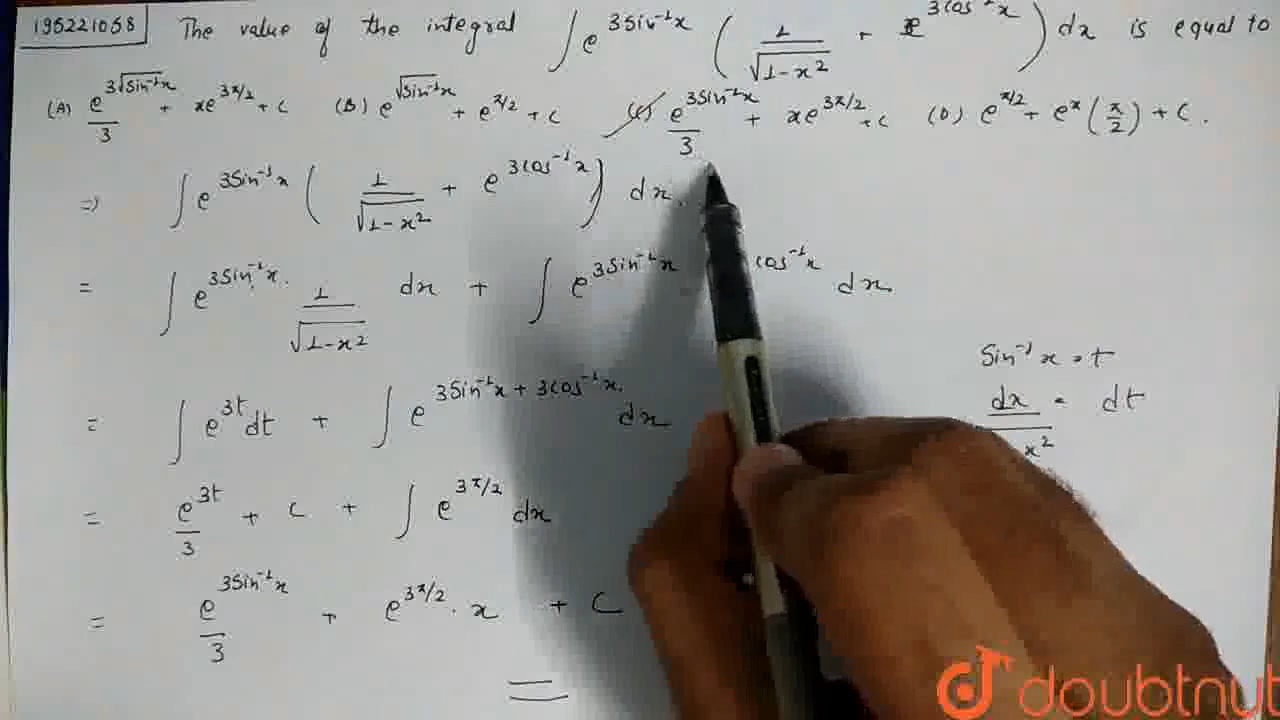 195221058 The value of the integral ∫ e^{3Sin⁻¹x} ( 1/√(1-x²) + e^{3cos⁻¹x} ) dx is equal to
(A) e^{3√Sin⁻¹x}/3 + xe^{3π/2} + C (B) e^{√Sin⁻¹x} + e^{π/2} + C (C) e^{3Sin⁻¹x}/3 + xe^{3π/2} + C (D) e^{π/2} + e^x (π/2) + C.
⇒ ∫ e^{3Sin⁻¹x} ( 1/√(1-x²) + e^{3cos⁻¹x} ) dx.
= ∫ e^{3Sin⁻¹x}. 1/√(1-x²) dx + ∫ e^{3Sin⁻¹x} cos⁻¹x dx
Sin⁻¹x = t
dx = dt
x²
= ∫ e^{3t} dt + ∫ e^{3Sin⁻¹x + 3cos⁻¹x} dx
= e^{3t}/3 + C + ∫ e^{3π/2} dx
= e^{3Sin⁻¹x}/3 + e^{3π/2} . x + C
doubtnut